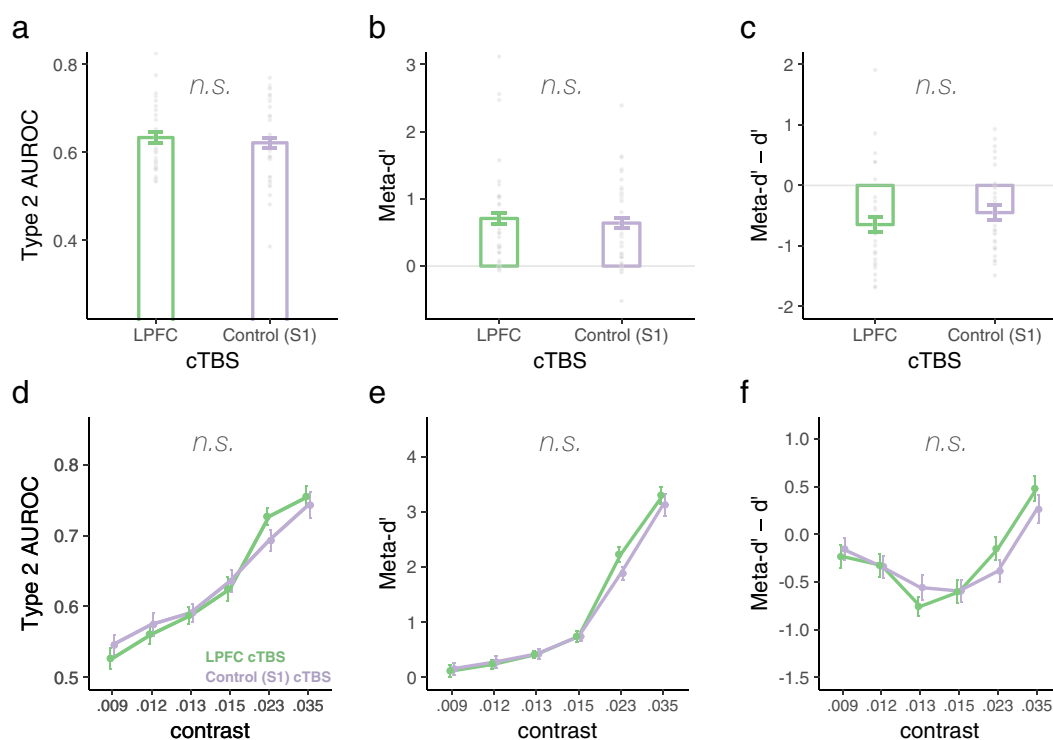 a
n.s.
Type 2 AUROC
0.8
0.6
0.4
LPFC
Control (S1)
cTBS
b
n.s.
Meta-d'
3
2
1
0
LPFC
Control (S1)
cTBS
c
n.s.
Meta-d' – d'
2
1
0
-1
-2
LPFC
Control (S1)
cTBS
d
n.s.
Type 2 AUROC
0.8
0.7
0.6
0.5
LPFC cTBS
Control (S1) cTBS
.009 .012 .013 .015 .023 .035
contrast
e
n.s.
Meta-d'
4
3
2
1
0
.009 .012 .013 .015 .023 .035
contrast
f
n.s.
Meta-d' – d'
1.0
0.5
0.0
-0.5
-1.0
-1.5
.009 .012 .013 .015 .023 .035
contrast